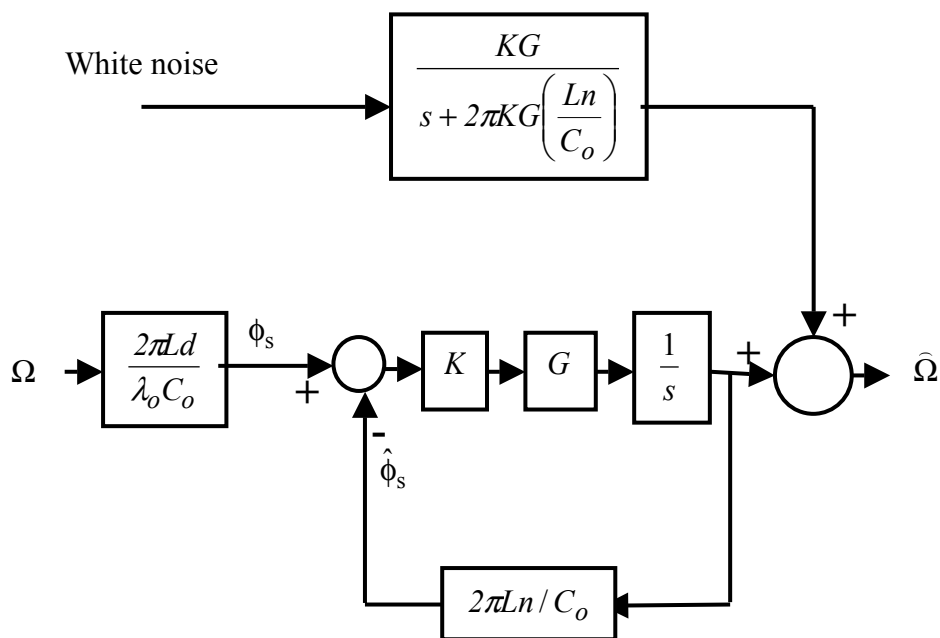 White noise
KG
s + 2πKG(Ln/C_o)
+
Ω
2πLd
λ_oC_o
ϕ_s
+
K
G
1
s
+
Ω̂
-
ϕ̂_s
2πLn / C_o